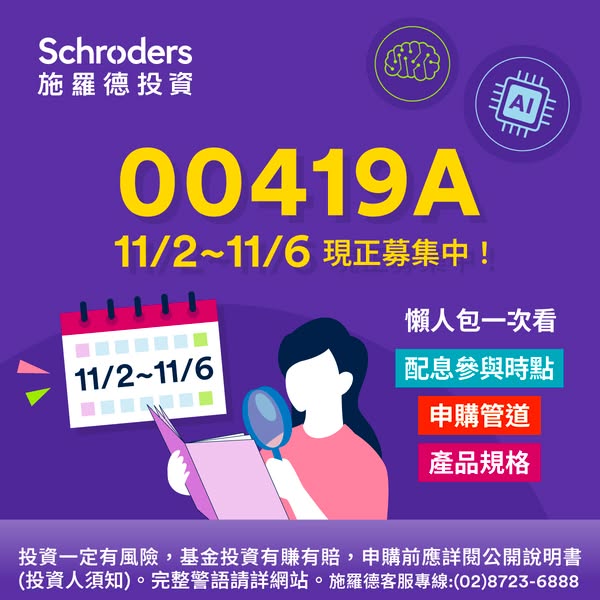 Schroders
施羅德投資
AI
00419A
11/2~11/6 現正募集中！
懶人包一次看
11/2~11/6
配息參與時點
申購管道
產品規格
投資一定有風險，基金投資有賺有賠，申購前應詳閱公開說明書
(投資人須知)。完整警語請詳網站。施羅德客服專線:(02)8723-6888